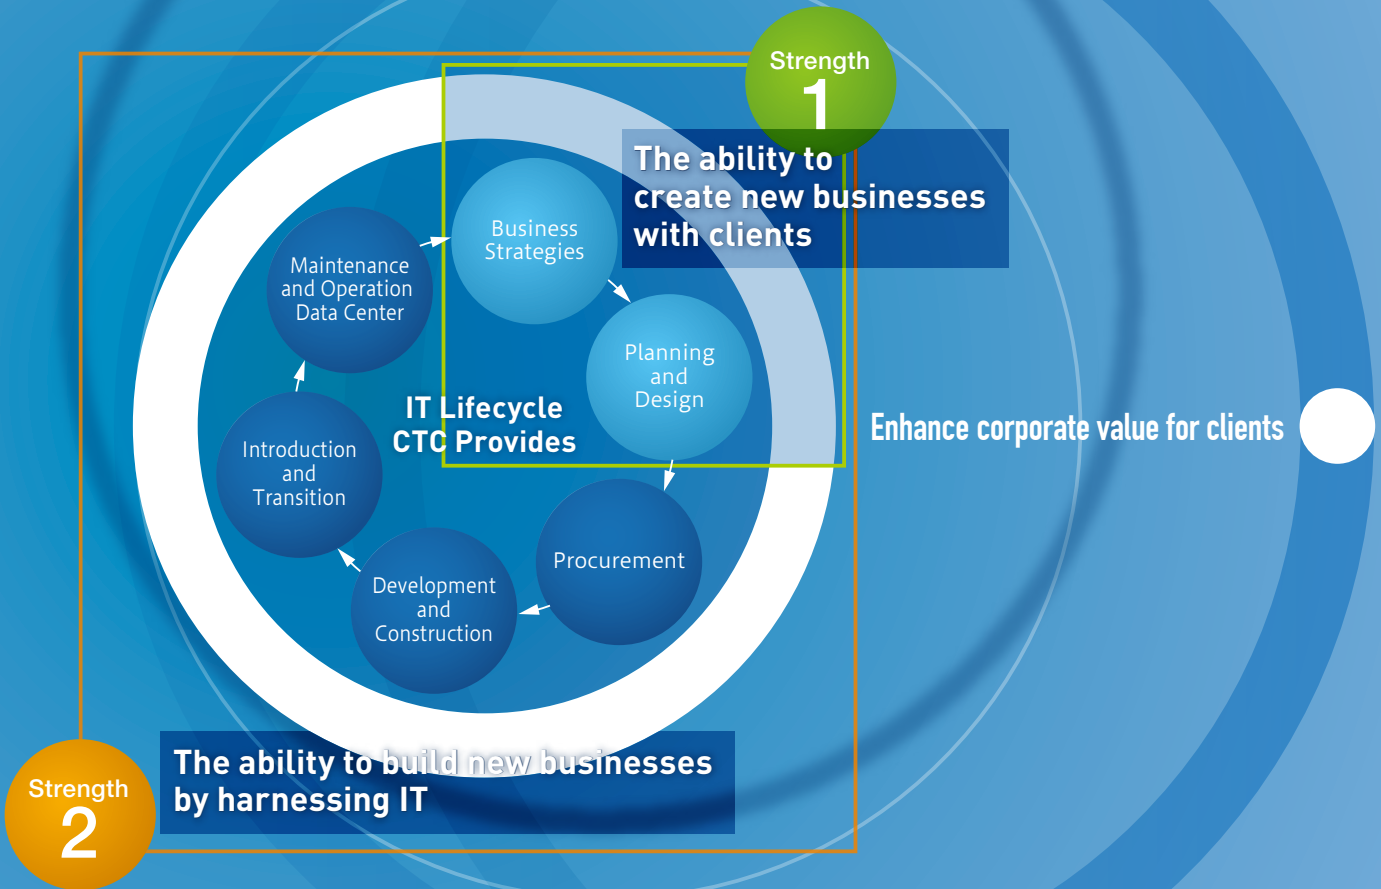 Strength
1
The ability to
create new businesses
with clients
Business
Strategies
Maintenance
and Operation
Data Center
Planning
and
Design
IT Lifecycle
CTC Provides
Enhance corporate value for clients
Introduction
and
Transition
Procurement
Development
and
Construction
The ability to build new businesses
by harnessing IT
Strength
2